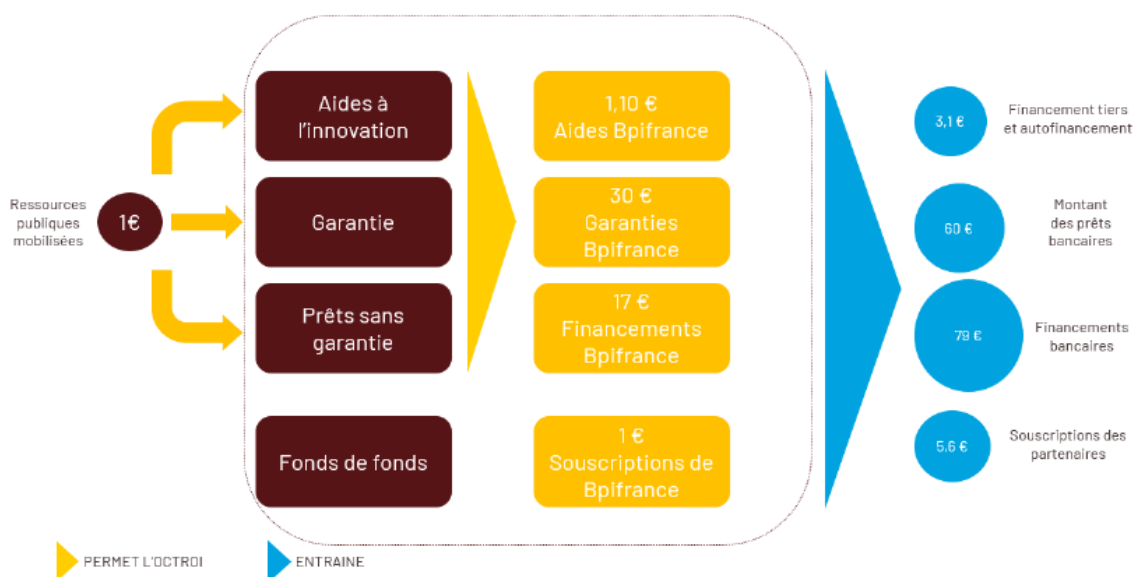 Ressources
publiques
mobilisées
1€
Aides à
l'innovation
1,10 €
Aides Bpifrance
3,1 €
Financement tiers
et autofinancement
Garantie
30 €
Garanties
Bpifrance
60 €
Montant
des prêts
bancaires
Prêts sans
garantie
17 €
Financements
Bpifrance
79 €
Financements
bancaires
Fonds de fonds
1 €
Souscriptions de
Bpifrance
5,6 €
Souscriptions des
partenaires
PERMET L'OCTROI
ENTRAINE